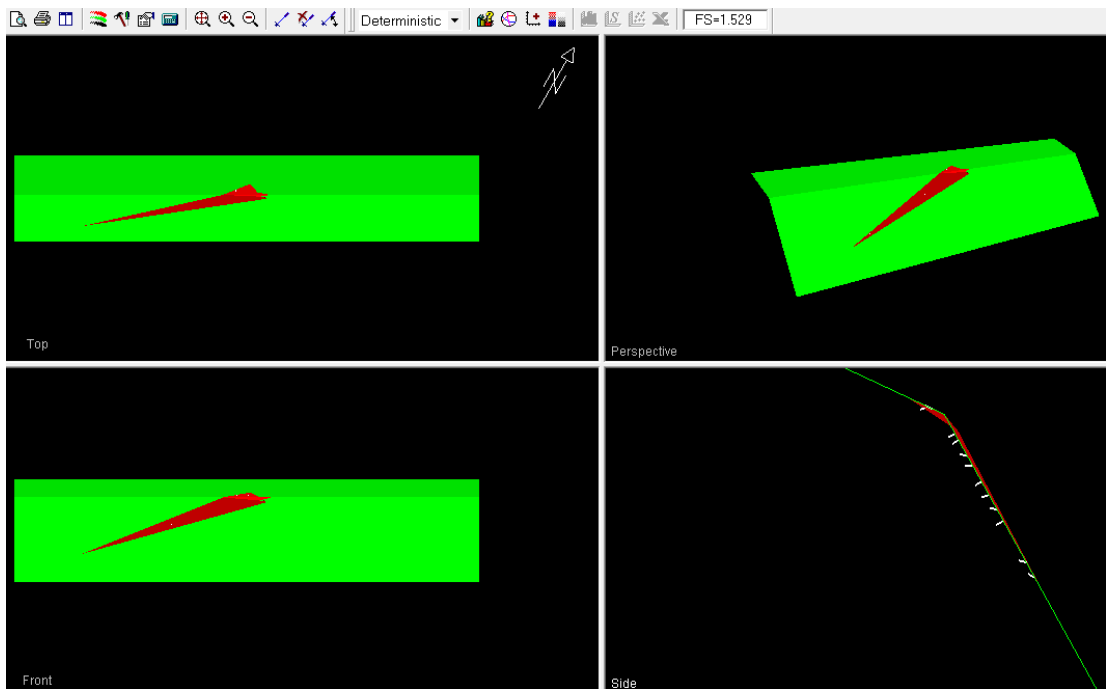 Deterministic
FS=1.529
N
Top
Perspective
Front
Side